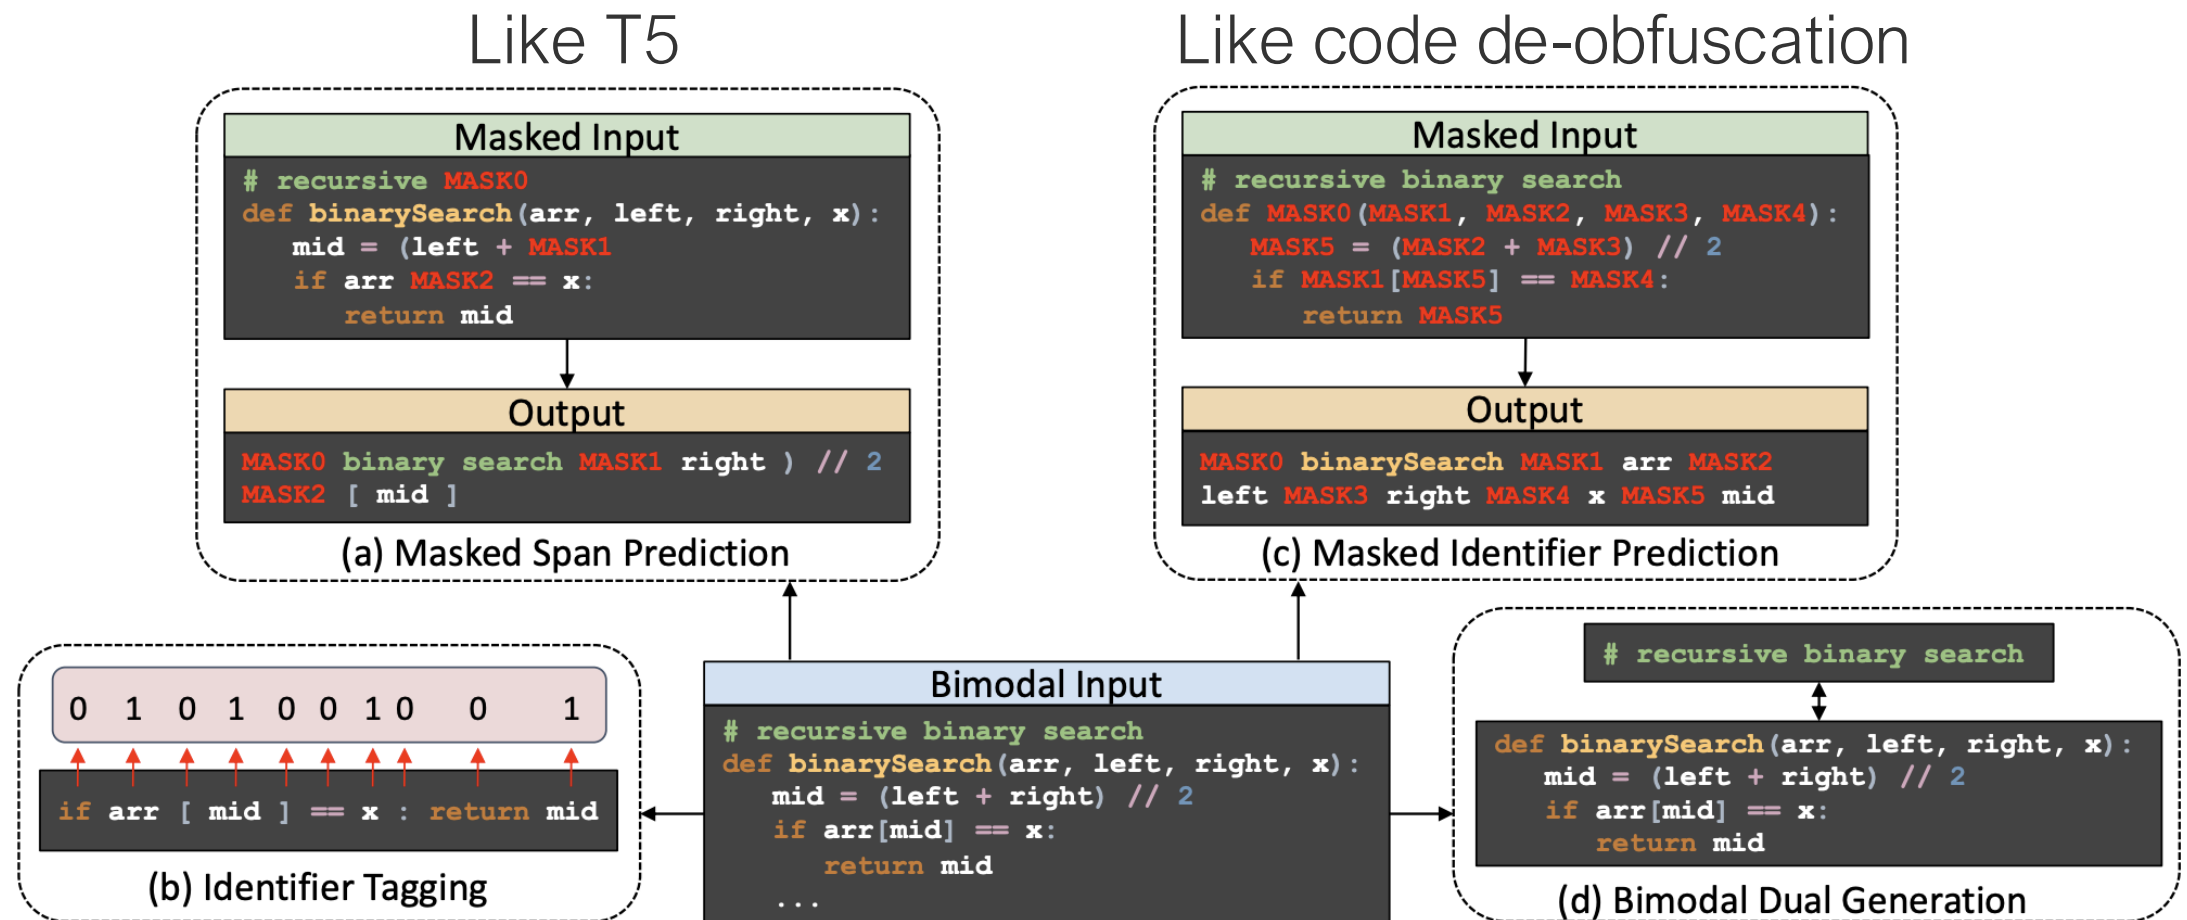 Like T5
Masked Input
# recursive MASK0
def binarySearch(arr, left, right, x):
mid = (left + MASK1
if arr MASK2 == x:
return mid
Output
MASK0 binary search MASK1 right ) // 2
MASK2 [ mid ]
(a) Masked Span Prediction
Like code de-obfuscation
Masked Input
# recursive binary search
def MASK0(MASK1, MASK2, MASK3, MASK4):
MASK5 = (MASK2 + MASK3) // 2
if MASK1[MASK5] == MASK4:
return MASK5
Output
MASK0 binarySearch MASK1 arr MASK2
left MASK3 right MASK4 x MASK5 mid
(c) Masked Identifier Prediction
0 1 0 1 0 0 1 0 0 1
if arr [ mid ] == x : return mid
(b) Identifier Tagging
Bimodal Input
# recursive binary search
def binarySearch(arr, left, right, x):
mid = (left + right) // 2
if arr[mid] == x:
return mid
...
# recursive binary search
def binarySearch(arr, left, right, x):
mid = (left + right) // 2
if arr[mid] == x:
return mid
(d) Bimodal Dual Generation